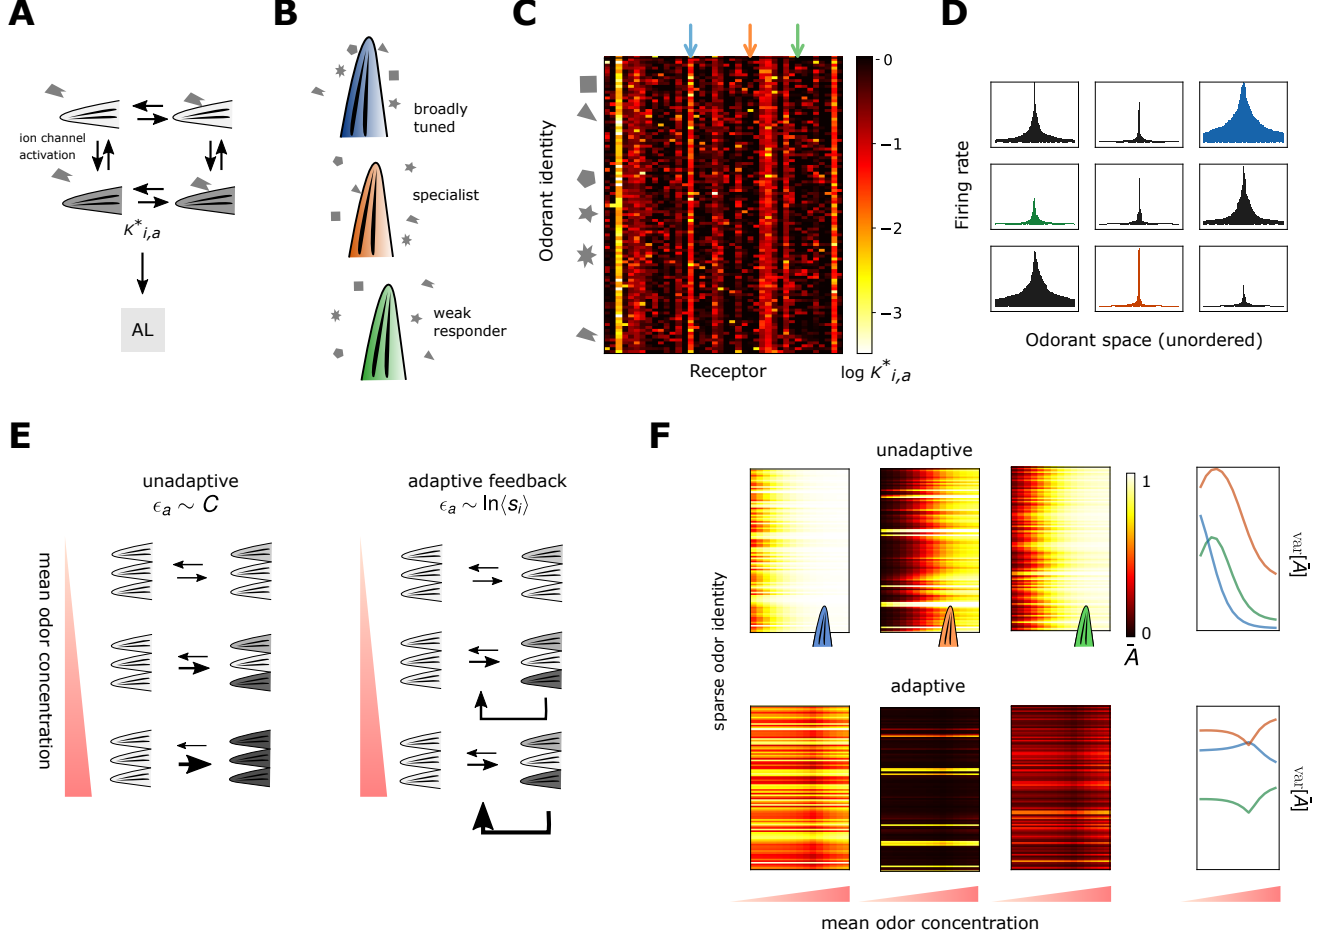 A
ion channel
activation
K*i,a
AL
B
broadly
tuned
specialist
weak
responder
C
Odorant identity
Receptor
0
−1
−2
−3
log K*i,a
D
Firing rate
Odorant space (unordered)
E
unadaptive
ϵa ∼ C
adaptive feedback
ϵa ∼ ln⟨si⟩
mean odor concentration
F
unadaptive
1
0
Ā
var[Ā]
sparse odor identity
adaptive
var[Ā]
mean odor concentration